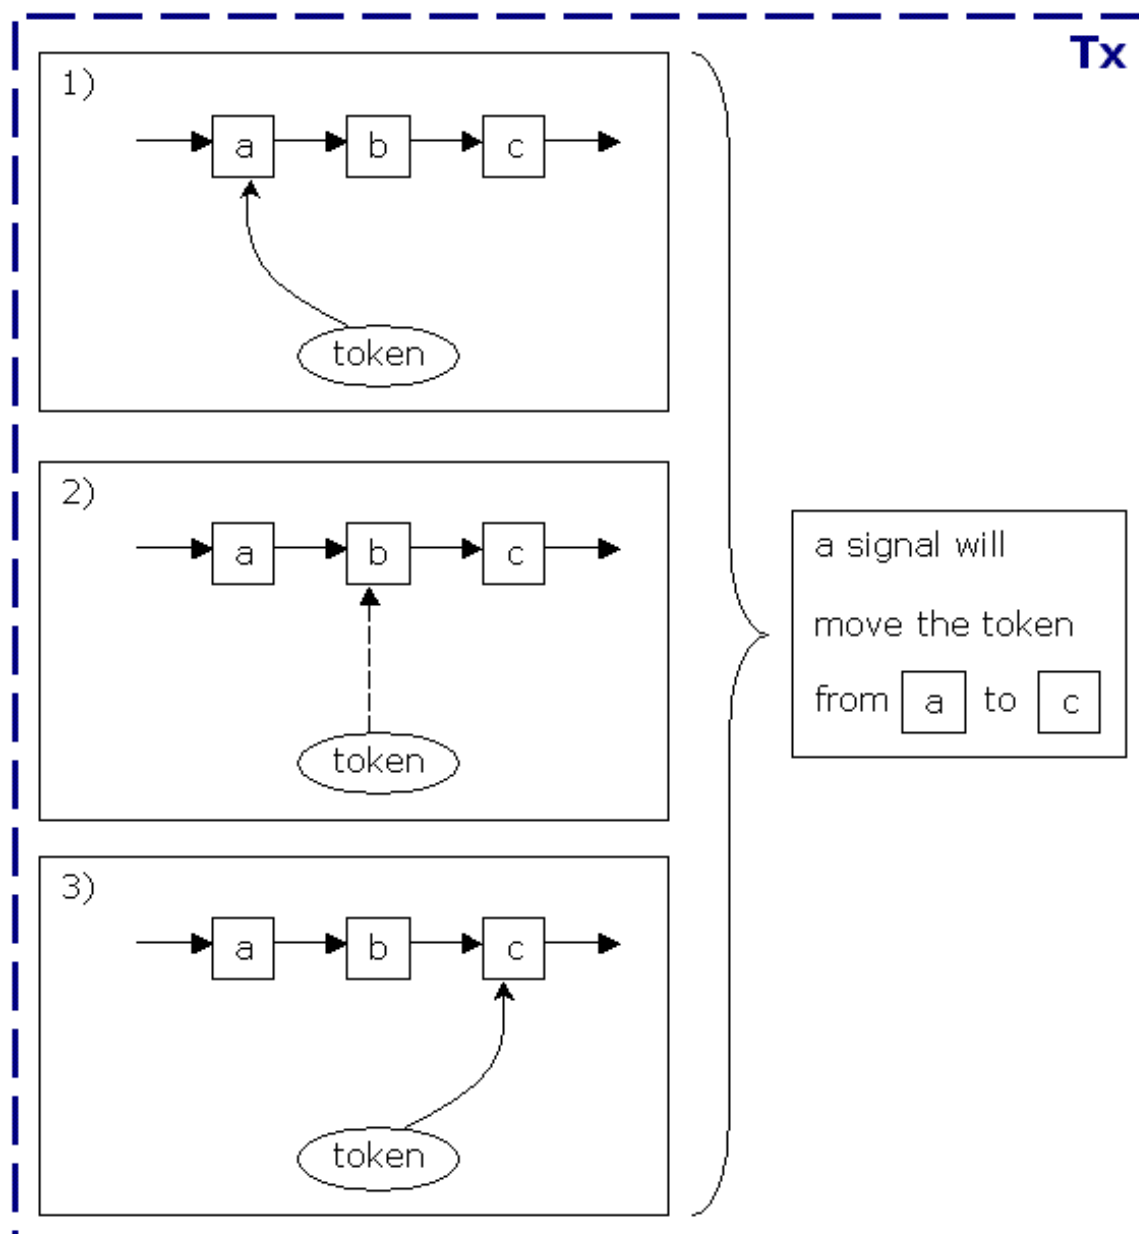 Tx
1)
a b c
token
2)
a b c
token
a signal will
move the token
from a to c
3)
a b c
token